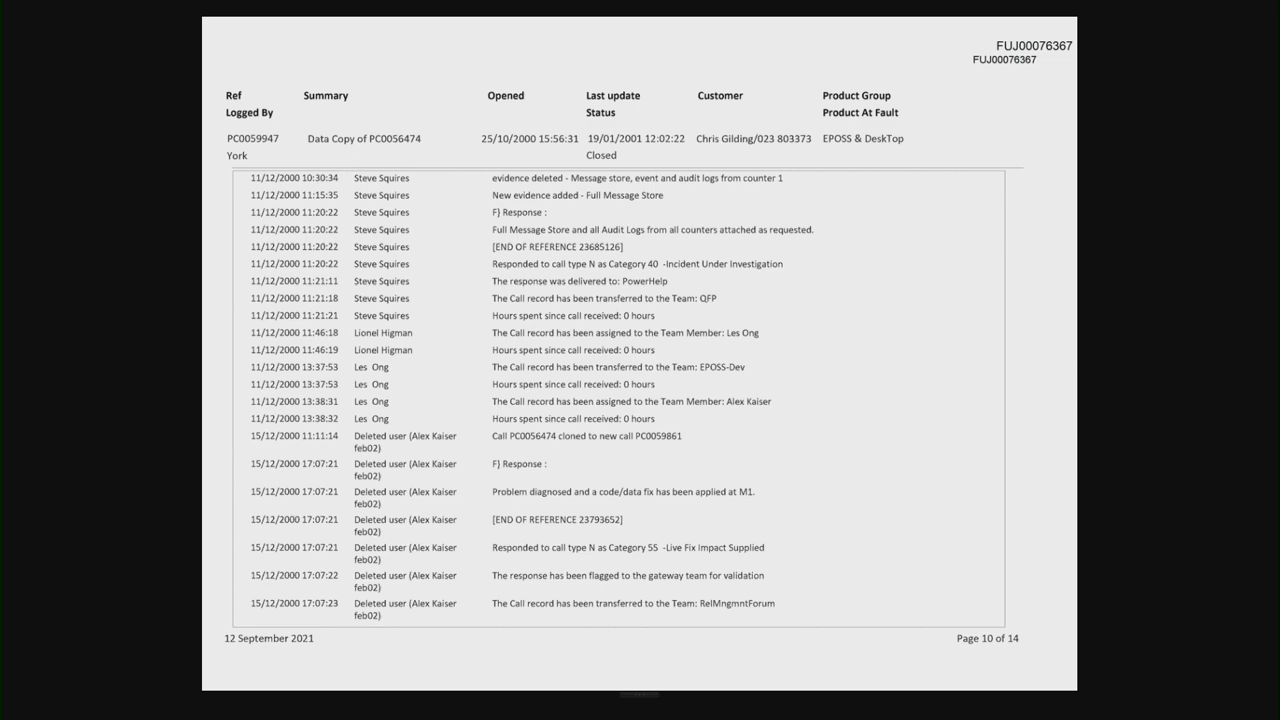 FUJ00076367
FUJ00076367
Ref Summary Opened Last update Customer Product Group
Logged By Status Product At Fault
PC0059947 Data Copy of PC0056474 25/10/2000 15:56:31 19/01/2001 12:02:22 Chris Gilding/023 803373 EPOSS & DeskTop
York Closed
11/12/2000 10:30:34 Steve Squires evidence deleted - Message store, event and audit logs from counter 1
11/12/2000 11:15:35 Steve Squires New evidence added - Full Message Store
11/12/2000 11:20:22 Steve Squires F} Response :
11/12/2000 11:20:22 Steve Squires Full Message Store and all Audit Logs from all counters attached as requested.
11/12/2000 11:20:22 Steve Squires [END OF REFERENCE 23685126]
11/12/2000 11:20:22 Steve Squires Responded to call type N as Category 40 -Incident Under Investigation
11/12/2000 11:21:11 Steve Squires The response was delivered to: PowerHelp
11/12/2000 11:21:18 Steve Squires The Call record has been transferred to the Team: QFP
11/12/2000 11:21:21 Steve Squires Hours spent since call received: 0 hours
11/12/2000 11:46:18 Lionel Higman The Call record has been assigned to the Team Member: Les Ong
11/12/2000 11:46:19 Lionel Higman Hours spent since call received: 0 hours
11/12/2000 13:37:53 Les Ong The Call record has been transferred to the Team: EPOSS-Dev
11/12/2000 13:37:53 Les Ong Hours spent since call received: 0 hours
11/12/2000 13:38:31 Les Ong The Call record has been assigned to the Team Member: Alex Kaiser
11/12/2000 13:38:32 Les Ong Hours spent since call received: 0 hours
15/12/2000 11:11:14 Deleted user (Alex Kaiser Call PC0056474 cloned to new call PC0059861
feb02)
15/12/2000 17:07:21 Deleted user (Alex Kaiser F} Response :
feb02)
15/12/2000 17:07:21 Deleted user (Alex Kaiser Problem diagnosed and a code/data fix has been applied at M1.
feb02)
15/12/2000 17:07:21 Deleted user (Alex Kaiser [END OF REFERENCE 23793652]
feb02)
15/12/2000 17:07:21 Deleted user (Alex Kaiser Responded to call type N as Category 55 -Live Fix Impact Supplied
feb02)
15/12/2000 17:07:22 Deleted user (Alex Kaiser The response has been flagged to the gateway team for validation
feb02)
15/12/2000 17:07:23 Deleted user (Alex Kaiser The Call record has been transferred to the Team: RelMngmntForum
feb02)
12 September 2021 Page 10 of 14